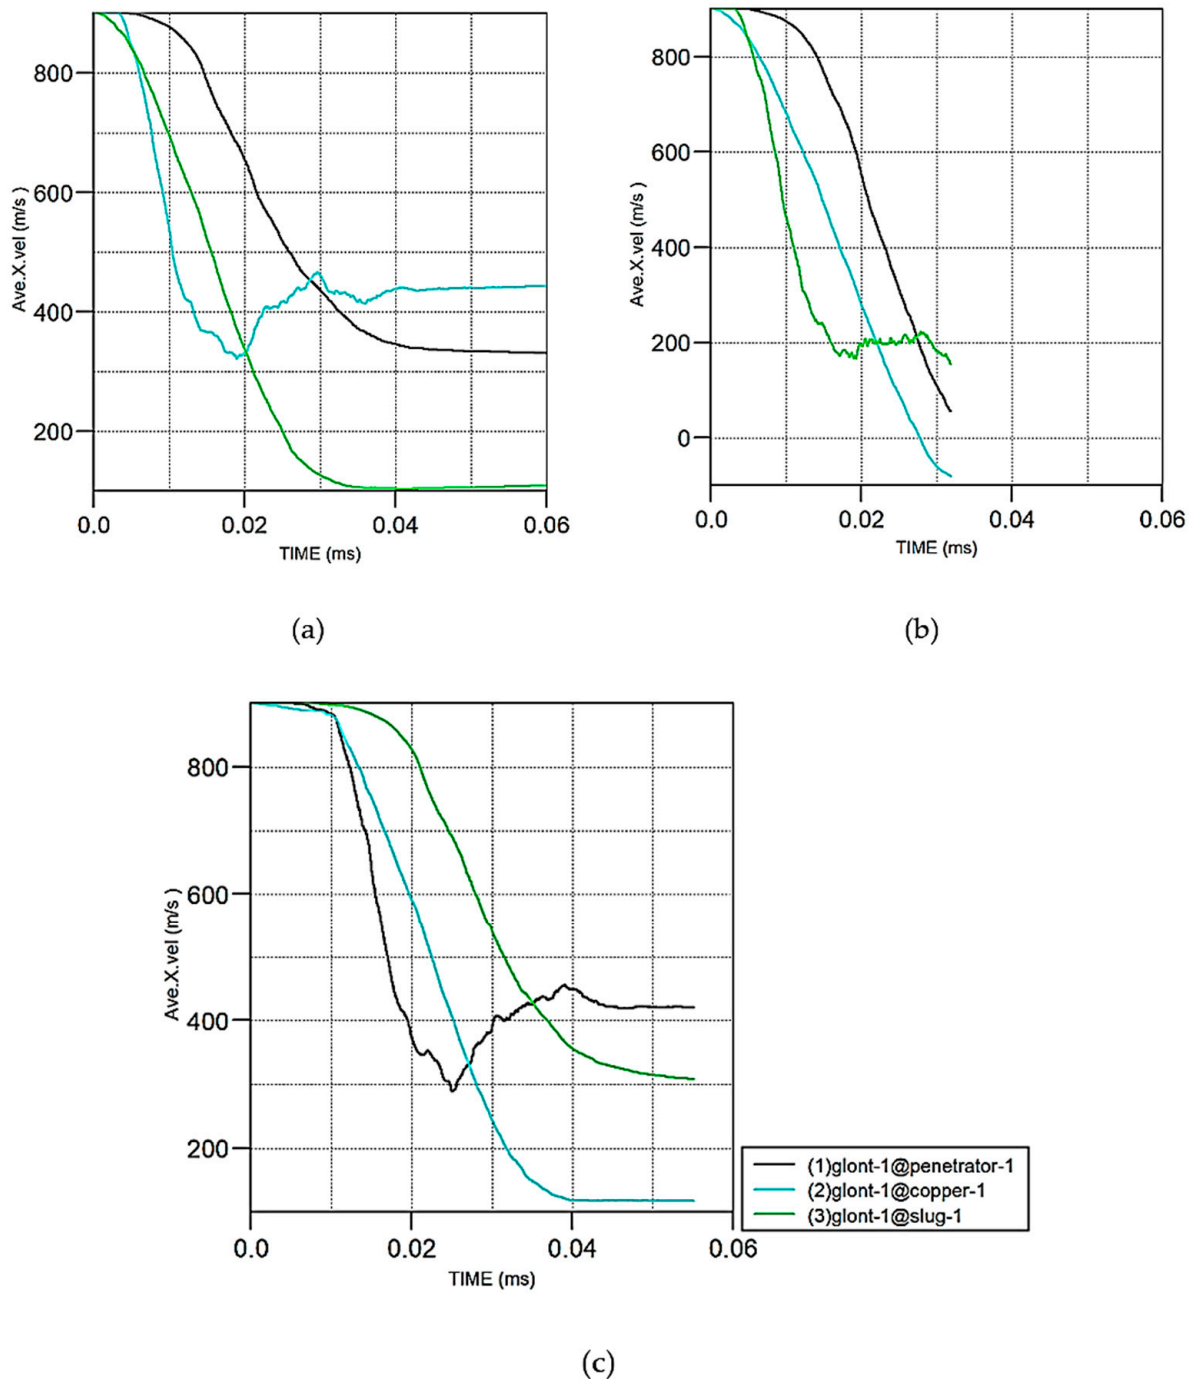 800
600
400
200
Ave.X.vel (m/s )
0.0
0.02
0.04
0.06
TIME (ms)
(a)
800
600
400
200
0
Ave.X.vel (m/s )
0.0
0.02
0.04
0.06
TIME (ms)
(b)
800
600
400
200
Ave.X.vel (m/s )
0.0
0.02
0.04
0.06
TIME (ms)
(1)glont-1@penetrator-1
(2)glont-1@copper-1
(3)glont-1@slug-1
(c)